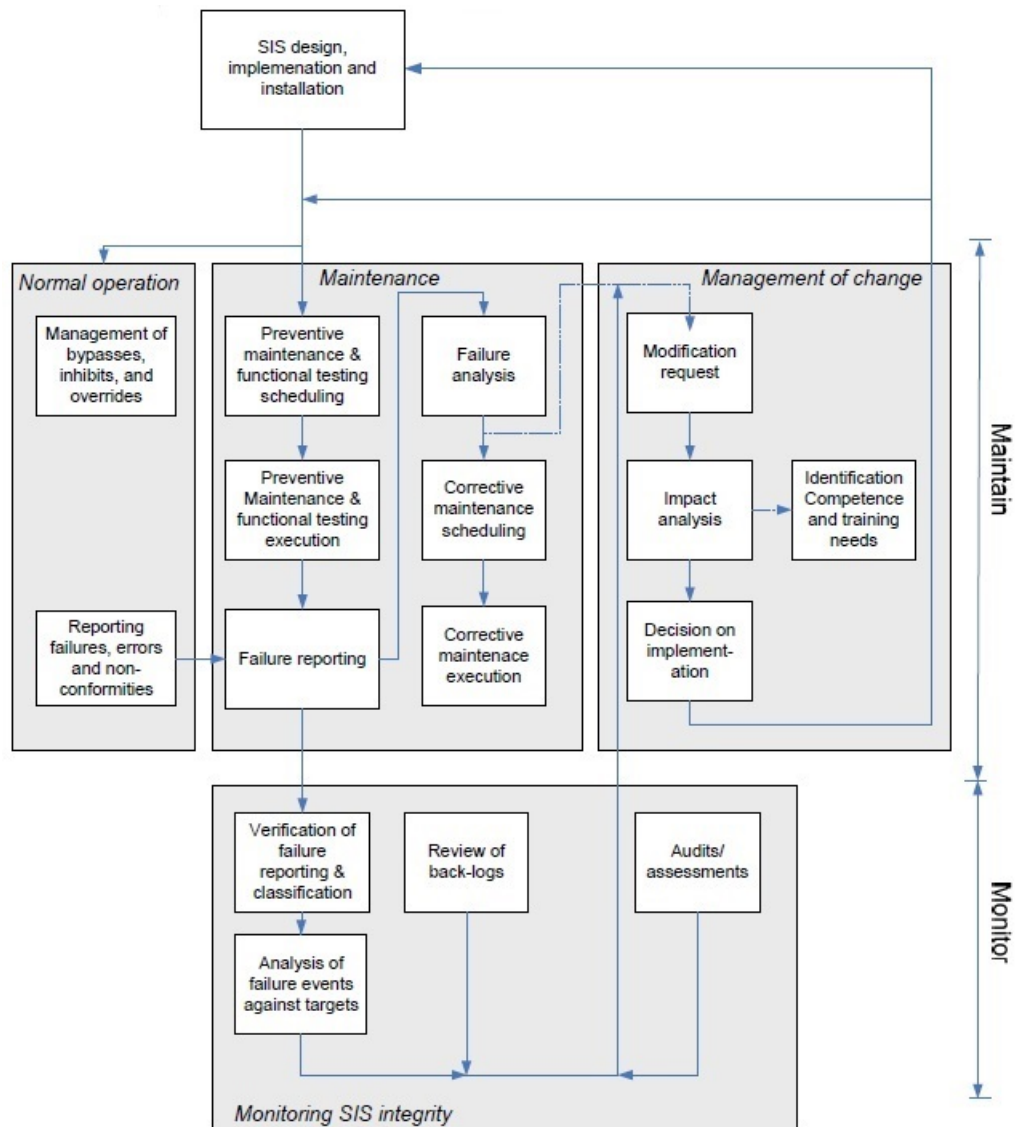 SIS design,
implemenation and
installation
Normal operation
Management of
bypasses,
inhibits, and
overrides
Reporting
failures, errors
and non-
conformities
Maintenance
Preventive
maintenance &
functional testing
scheduling
Preventive
Maintenance &
functional testing
execution
Failure reporting
Failure
analysis
Corrective
maintenance
scheduling
Corrective
maintenace
execution
Management of change
Modification
request
Impact
analysis
Identification
Competence
and training
needs
Decision on
implement-
ation
Maintain
Verification of
failure
reporting &
classification
Analysis of
failure events
against targets
Review of
back-logs
Audits/
assessments
Monitoring SIS integrity
Monitor